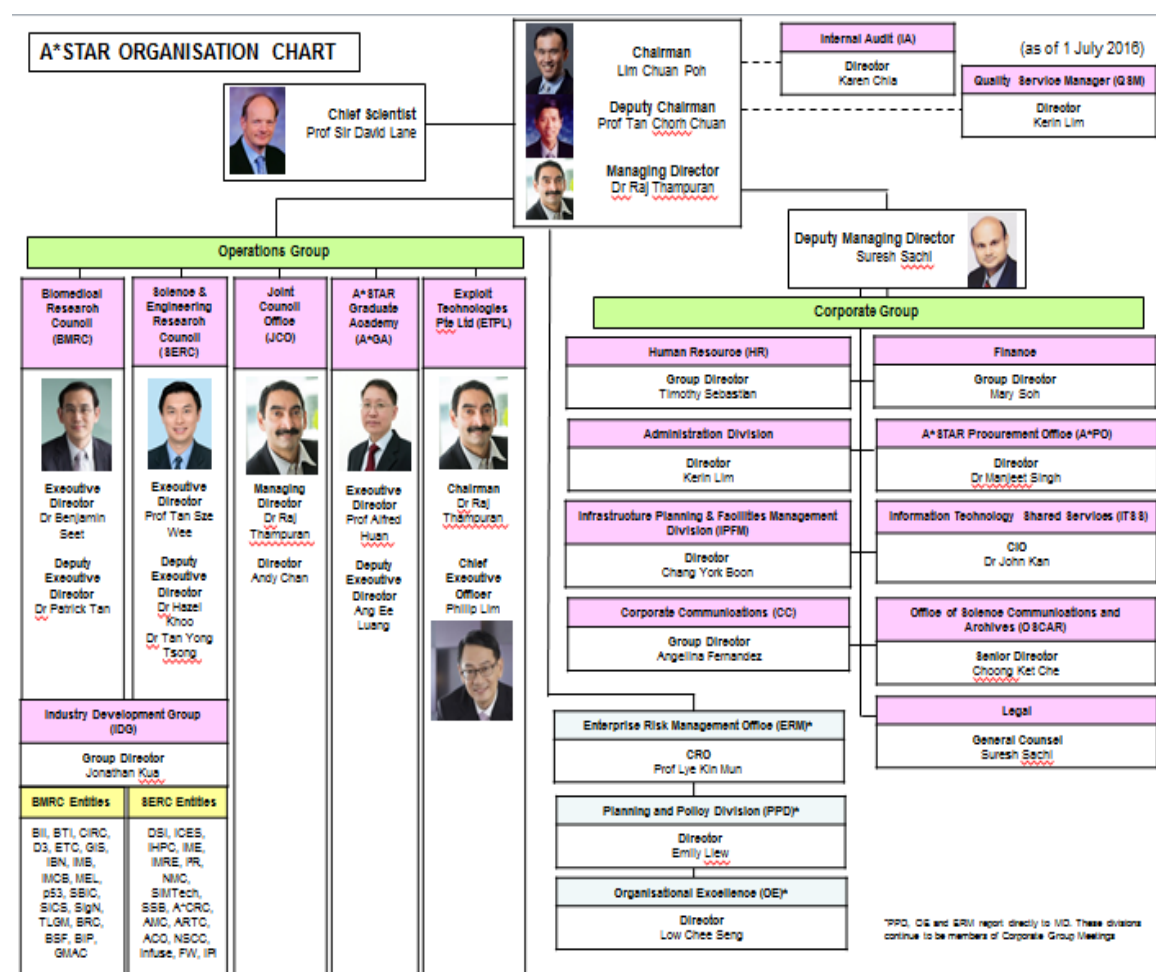 A*STAR ORGANISATION CHART
(as of 1 July 2016)
Chairman
Lim Chuan Poh
Deputy Chairman
Prof Tan Chorh Chuan
Managing Director
Dr Raj Thampuran
Internal Audit (IA)
Director
Karen Chia
Quality Service Manager (QSM)
Director
Kerin Lim
Chief Scientist
Prof Sir David Lane
Deputy Managing Director
Suresh Sachi
Operations Group
Biomedical
Research
Council
(BMRC)
Executive
Director
Dr Benjamin
Seet
Deputy
Executive
Director
Dr Patrick Tan
Science &
Engineering
Research
Council
(SERC)
Executive
Director
Prof Tan Sze
Wee
Deputy
Executive
Director
Dr Hazel
Khoo
Dr Tan Yong
Tsong
Joint
Council
Office
(JCO)
Managing
Director
Dr Raj
Thampuran
Director
Andy Chan
A*STAR
Graduate
Academy
(A*GA)
Executive
Director
Prof Alfred
Huan
Deputy
Executive
Director
Ang Ee
Luang
Exploit
Technologies
Pte Ltd (ETPL)
Chairman
Dr Raj
Thampuran
Chief
Executive
Officer
Philip Lim
Industry Development Group
(IDG)
Group Director
Jonathan Kua
BMRC Entities
BII, BTI, CIRC,
D3, ETC, GIS,
IBN, IMB,
IMCB, MEL,
p53, SBIC,
SICS, SIgN,
TLGM, BRC,
BSF, BIP,
GMAC
SERC Entities
DSI, ICES,
IHPC, IME,
IMRE, I²R,
NMC,
SIMTech,
SSB, A*CRC,
AMC, ARTC,
ACO, NSCC,
Infuse, FW, IPI
Corporate Group
Human Resource (HR)
Group Director
Timothy Sebastian
Finance
Group Director
Mary Soh
Administration Division
Director
Kerin Lim
A*STAR Procurement Office (A*PO)
Director
Dr Manjeet Singh
Infrastructure Planning & Facilities Management
Division (IPFM)
Director
Chang York Boon
Information Technology Shared Services (ITSS)
CIO
Dr John Kan
Corporate Communications (CC)
Group Director
Angelina Fernandez
Office of Science Communications and
Archives (OSCAR)
Senior Director
Choong Ket Che
Legal
General Counsel
Suresh Sachi
Enterprise Risk Management Office (ERM)*
CRO
Prof Lye Kin Mun
Planning and Policy Division (PPD)*
Director
Emily Liew
Organisational Excellence (OE)*
Director
Low Chee Seng
*PPD, OE and ERM report directly to MD. These divisions
continue to be members of Corporate Group Meetings